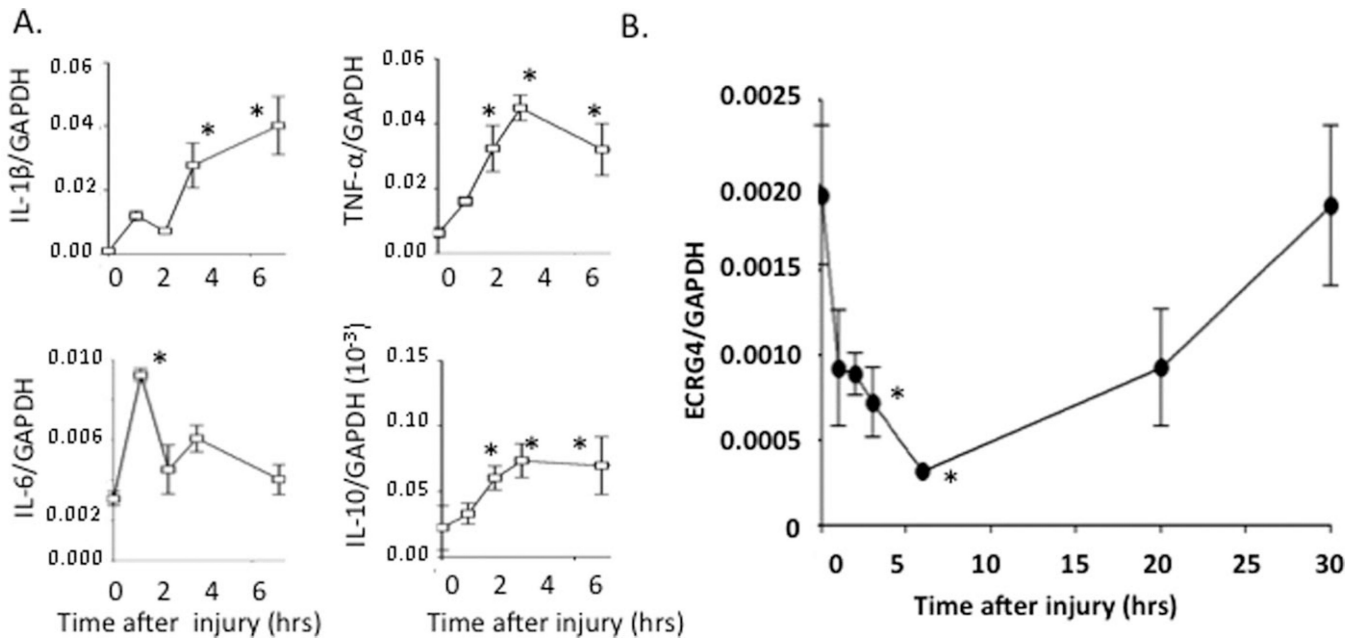 A.
IL-1β/GAPDH
0.06
0.04
0.02
0.00
0 2 4 6
* *
TNF-α/GAPDH
0.06
0.04
0.02
0.00
0 2 4 6
* * *
IL-6/GAPDH
0.010
0.006
0.002
0.000
0 2 4 6
*
Time after injury (hrs)
IL-10/GAPDH (10⁻³)
0.15
0.10
0.05
0.00
0 2 4 6
* * *
Time after injury (hrs)
B.
ECRG4/GAPDH
0.0025
0.0020
0.0015
0.0010
0.0005
0
0 5 10 15 20 25 30
*
*
Time after injury (hrs)